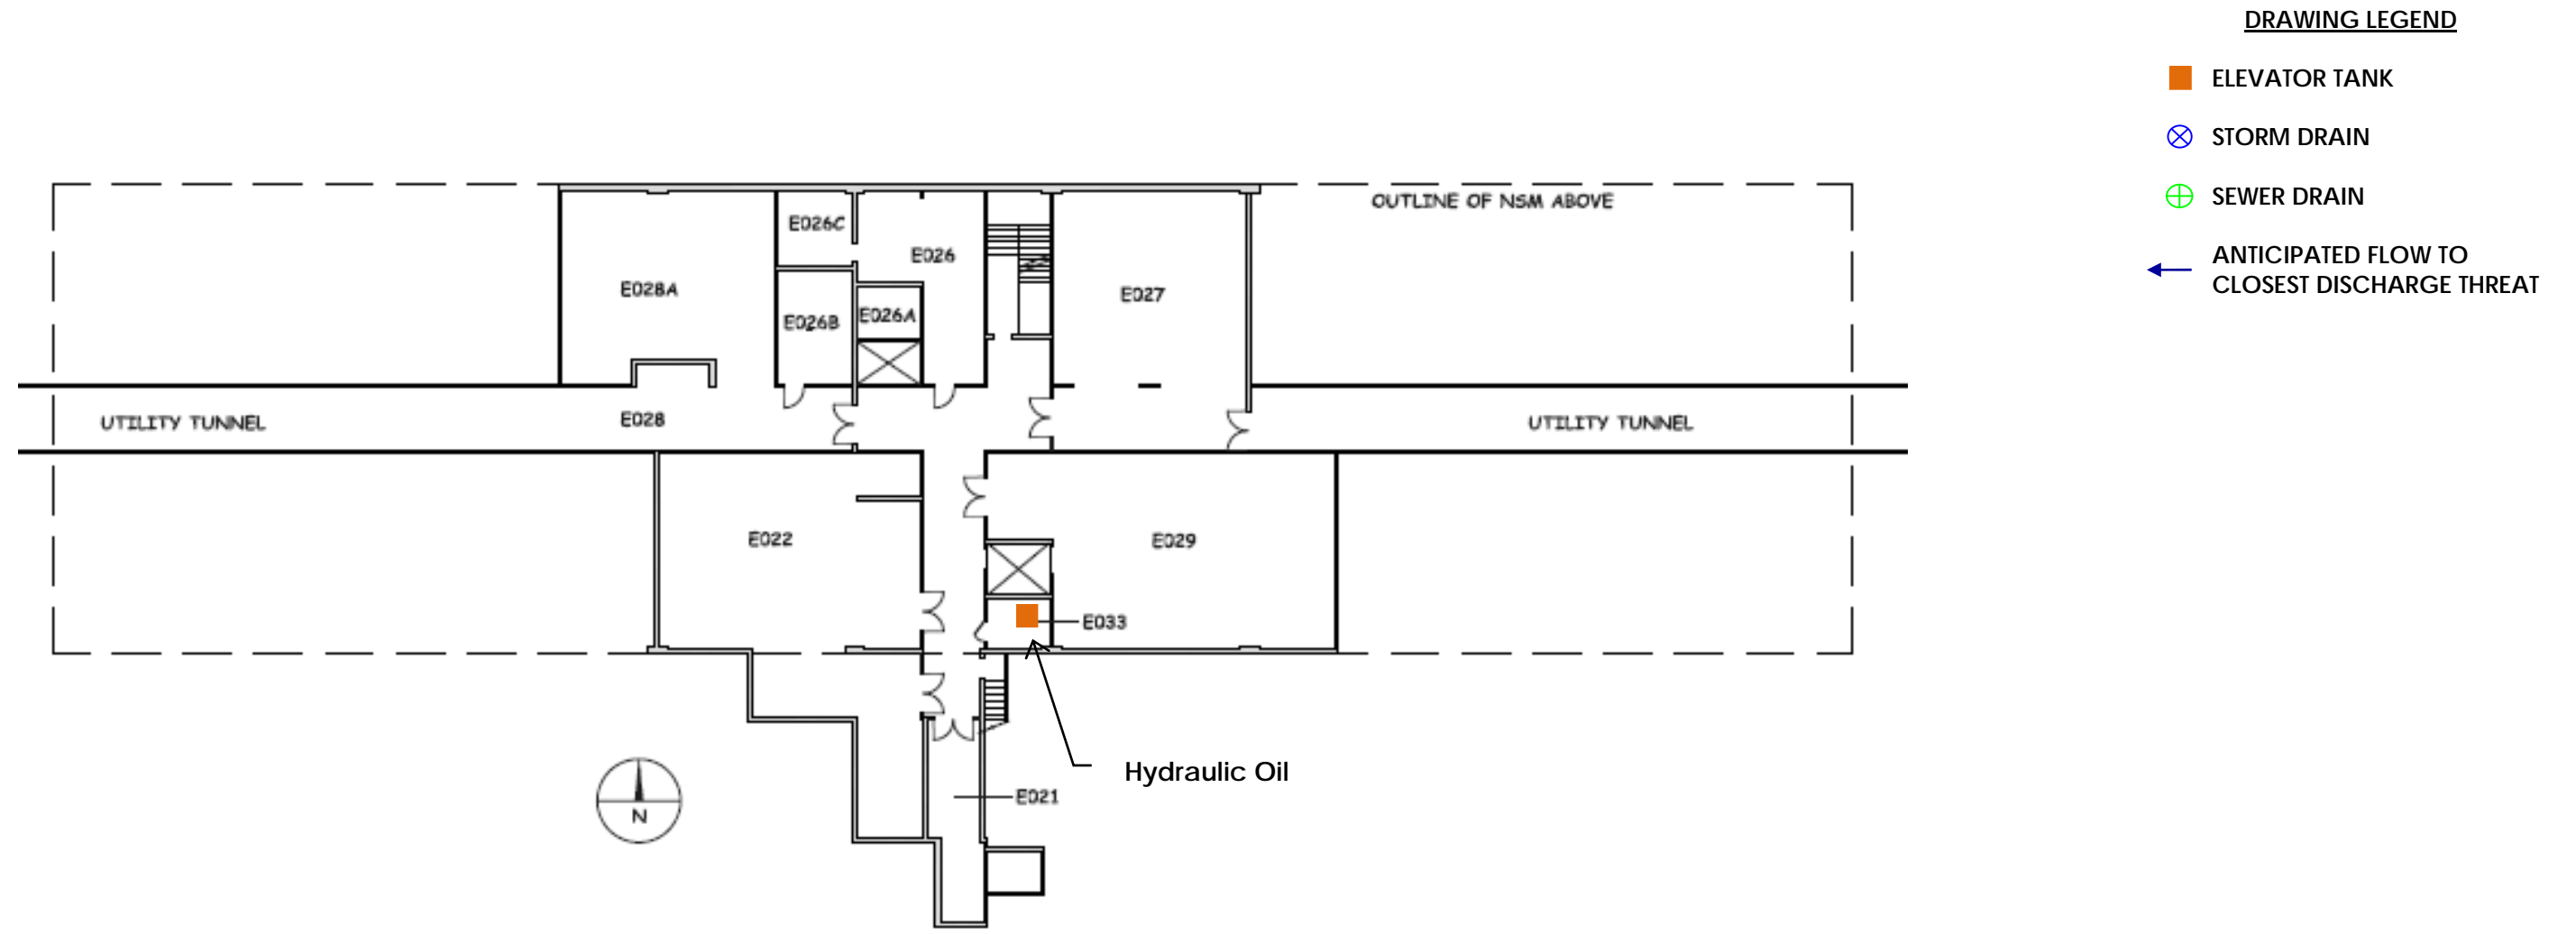 DRAWING LEGEND
ELEVATOR TANK
STORM DRAIN
SEWER DRAIN
ANTICIPATED FLOW TO
CLOSEST DISCHARGE THREAT
OUTLINE OF NSM ABOVE
E026C
E026
E028A
E027
E026B
E026A
UTILITY TUNNEL
E028
UTILITY TUNNEL
E022
E029
E033
Hydraulic Oil
E021
N